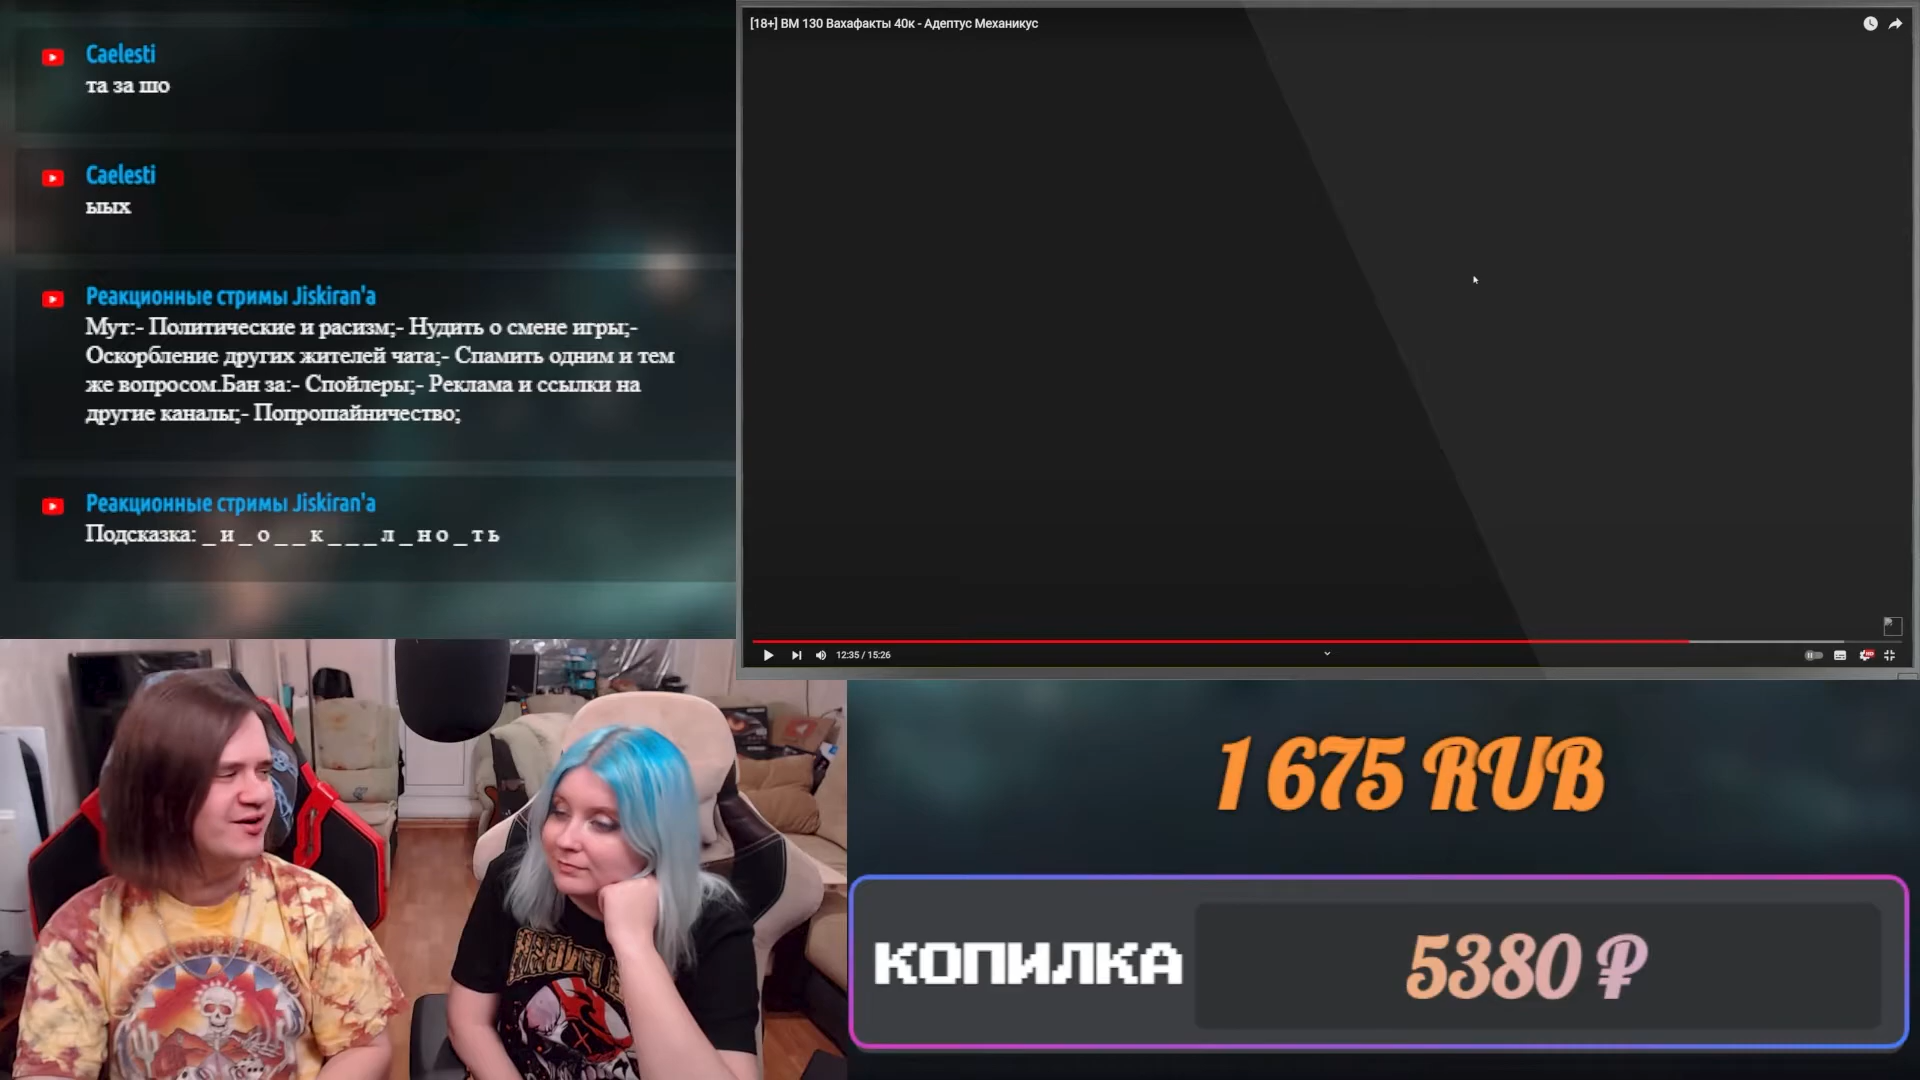 Caelesti
та за шо
Caelesti
ыых
Реакционные стримы Jiskiran'a
Мут:- Политические и расизм;- Нудить о смене игры;-
Оскорбление других жителей чата;- Спамить одним и тем
же вопросом.Бан за:- Спойлеры;- Реклама и ссылки на
другие каналы;- Попрошайничество;
Реакционные стримы Jiskiran'a
Подсказка: _ и _ о _ _ к _ _ _ л _ н о _ т ь
[18+] ВМ 130 Вахафакты 40к - Адептус Механикус
12:35 / 15:26
1 675 RUB
КОПИЛКА
5380 ₽